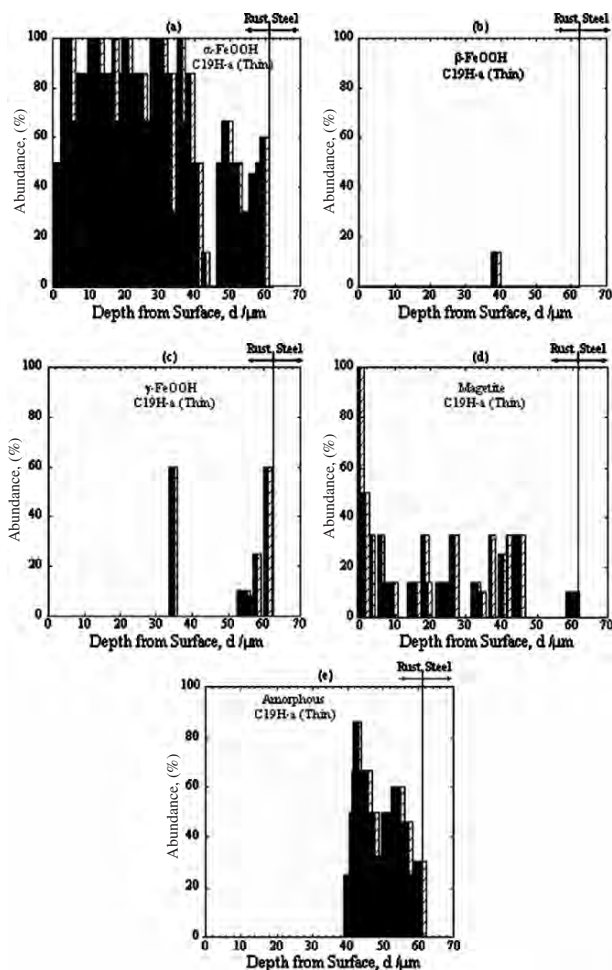 Rust Steel
(a)
α-FeOOH
C19H-a (Thin)
Abundance, (%)
100
80
60
40
20
0
0 10 20 30 40 50 60 70
Depth from Surface, d /μm
Rust Steel
(b)
β-FeOOH
C19H-a (Thin)
Abundance, (%)
100
80
60
40
20
0
0 10 20 30 40 50 60 70
Depth from Surface, d /μm
Rust Steel
(c)
γ-FeOOH
C19H-a (Thin)
Abundance, (%)
100
80
60
40
20
0
0 10 20 30 40 50 60 70
Depth from Surface, d /μm
Rust Steel
(d)
Magetite
C19H-a (Thin)
Abundance, (%)
100
80
60
40
20
0
0 10 20 30 40 50 60 70
Depth from Surface, d /μm
Rust Steel
(e)
Amorphous
C19H-a (Thin)
Abundance, (%)
100
80
60
40
20
0
0 10 20 30 40 50 60 70
Depth from Surface, d /μm